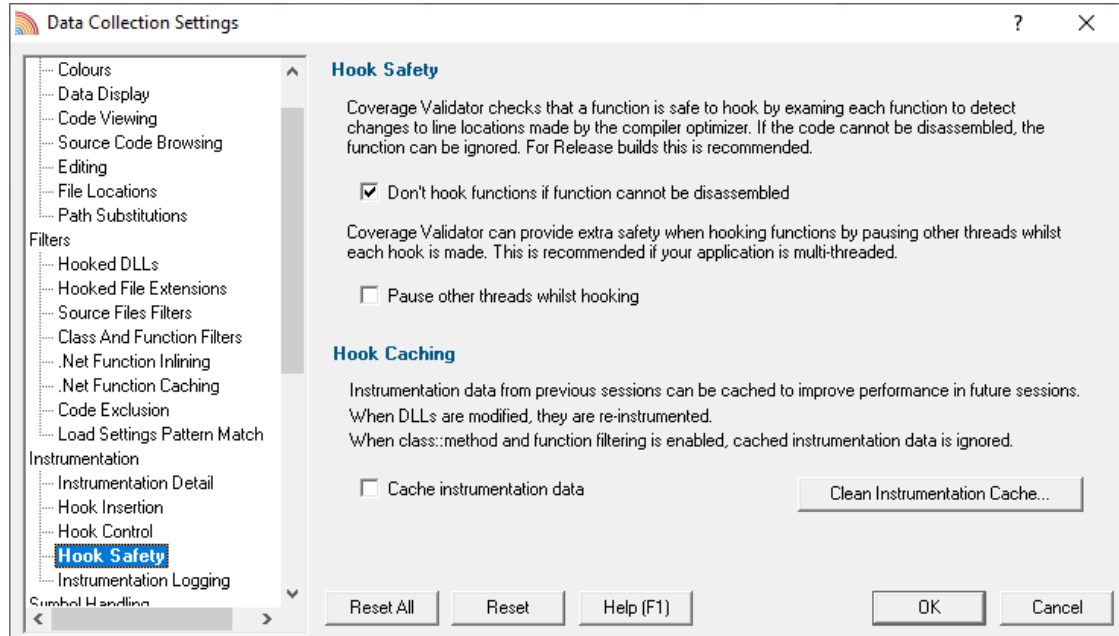 Data Collection Settings
?
Colours
Data Display
Code Viewing
Source Code Browsing
Editing
File Locations
Path Substitutions
Filters
Hooked DLLs
Hooked File Extensions
Source Files Filters
Class And Function Filters
.Net Function Inlining
.Net Function Caching
Code Exclusion
Load Settings Pattern Match
Instrumentation
Instrumentation Detail
Hook Insertion
Hook Control
Hook Safety
Instrumentation Logging
Symbol Handling
Hook Safety
Coverage Validator checks that a function is safe to hook by examing each function to detect
changes to line locations made by the compiler optimizer. If the code cannot be disassembled, the
function can be ignored. For Release builds this is recommended.
Don't hook functions if function cannot be disassembled
Coverage Validator can provide extra safety when hooking functions by pausing other threads whilst
each hook is made. This is recommended if your application is multi-threaded.
Pause other threads whilst hooking
Hook Caching
Instrumentation data from previous sessions can be cached to improve performance in future sessions.
When DLLs are modified, they are re-instrumented.
When class::method and function filtering is enabled, cached instrumentation data is ignored.
Cache instrumentation data
Clean Instrumentation Cache...
Reset All
Reset
Help (F1)
OK
Cancel